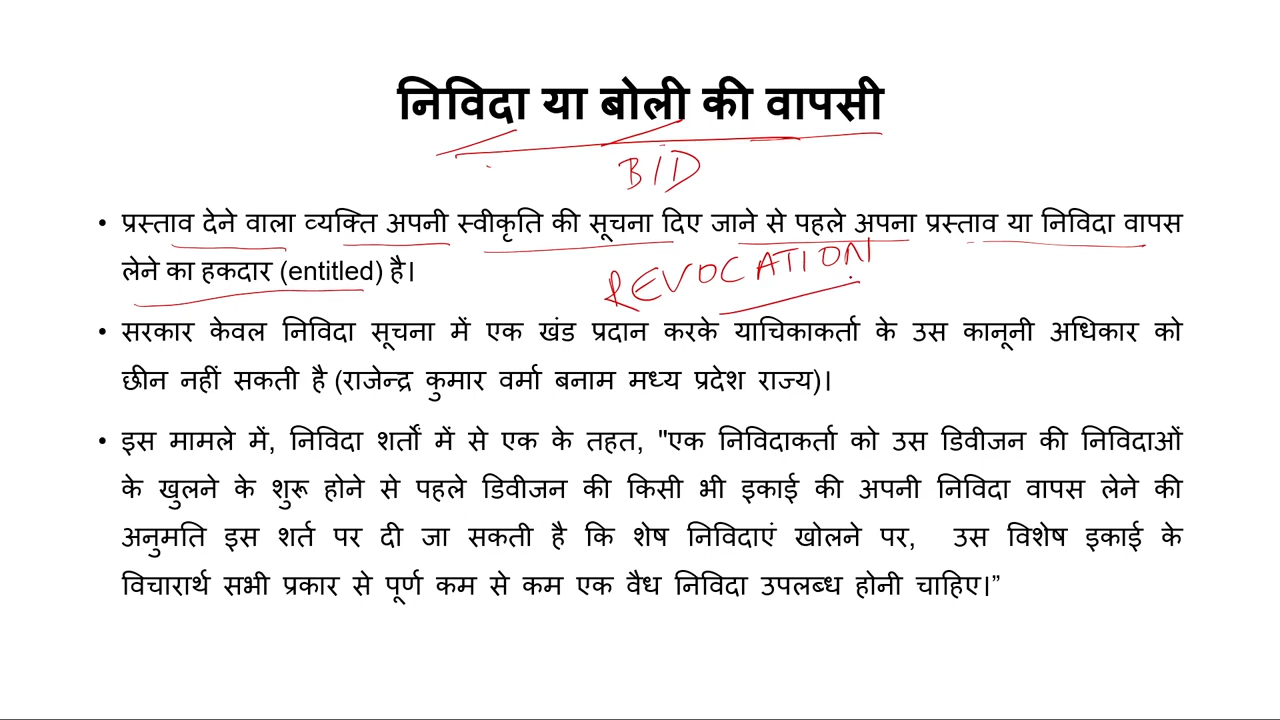 निविदा या बोली की वापसी
BID
• प्रस्ताव देने वाला व्यक्ति अपनी स्वीकृति की सूचना दिए जाने से पहले अपना प्रस्ताव या निविदा वापस
लेने का हकदार (entitled) है।
REVOCATION
• सरकार केवल निविदा सूचना में एक खंड प्रदान करके याचिकाकर्ता के उस कानूनी अधिकार को
छीन नहीं सकती है (राजेन्द्र कुमार वर्मा बनाम मध्य प्रदेश राज्य)।
• इस मामले में, निविदा शर्तों में से एक के तहत, "एक निविदाकर्ता को उस डिवीजन की निविदाओं
के खुलने के शुरू होने से पहले डिवीजन की किसी भी इकाई की अपनी निविदा वापस लेने की
अनुमति इस शर्त पर दी जा सकती है कि शेष निविदाएं खोलने पर, उस विशेष इकाई के
विचारार्थ सभी प्रकार से पूर्ण कम से कम एक वैध निविदा उपलब्ध होनी चाहिए।”